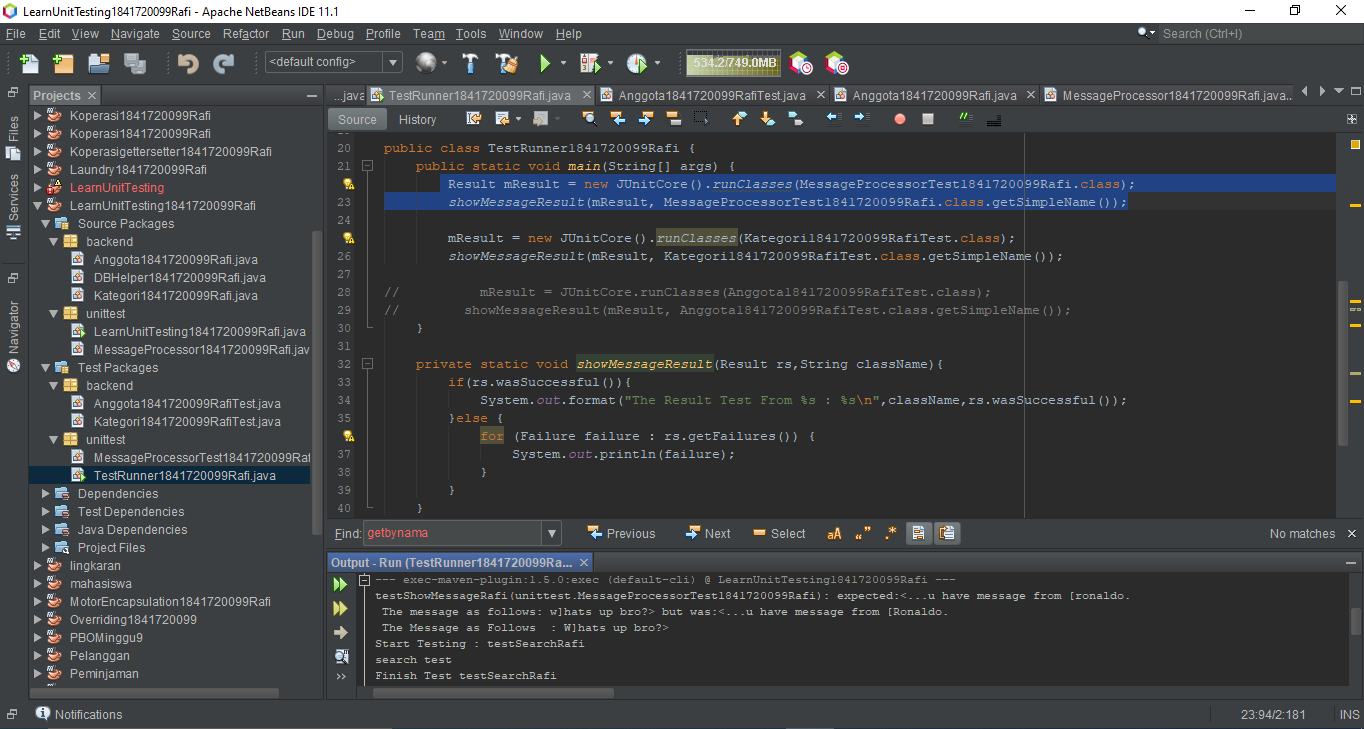 LearnUnitTesting1841720099Rafi - Apache NetBeans IDE 11.1
File Edit View Navigate Source Refactor Run Debug Profile Team Tools Window Help
Search (Ctrl+I)
<default config>
534.2/749.0MB
Files
Services
Navigator
Projects
Koperasi1841720099Rafi
Koperasi1841720099Rafi
Koperasigettersetter1841720099Rafi
Laundry1841720099Rafi
LearnUnitTesting
LearnUnitTesting1841720099Rafi
Source Packages
backend
Anggota1841720099Rafi.java
DBHelper1841720099Rafi.java
Kategori1841720099Rafi.java
unittest
LearnUnitTesting1841720099Rafi.java
MessageProcessor1841720099Rafi.jav
Test Packages
backend
Anggota1841720099RafiTest.java
Kategori1841720099RafiTest.java
unittest
MessageProcessorTest1841720099Raf
TestRunner1841720099Rafi.java
Dependencies
Test Dependencies
Java Dependencies
Project Files
lingkaran
mahasiswa
MotorEncapsulation1841720099Rafi
Overriding1841720099
PBOMinggu9
Pelanggan
Peminjaman
...java TestRunner1841720099Rafi.java Anggota1841720099RafiTest.java Anggota1841720099Rafi.java MessageProcessor1841720099Rafi.java...
Source History
20 public class TestRunner1841720099Rafi {
21 public static void main(String[] args) {
Result mResult = new JUnitCore().runClasses(MessageProcessorTest1841720099Rafi.class);
23 showMessageResult(mResult, MessageProcessorTest1841720099Rafi.class.getSimpleName());
24
mResult = new JUnitCore().runClasses(Kategori1841720099RafiTest.class);
26 showMessageResult(mResult, Kategori1841720099RafiTest.class.getSimpleName());
27
28 // mResult = JUnitCore.runClasses(Anggota1841720099RafiTest.class);
29 // showMessageResult(mResult, Anggota1841720099RafiTest.class.getSimpleName());
30 }
31
32 private static void showMessageResult(Result rs,String className){
33 if(rs.wasSuccessful()){
34 System.out.format("The Result Test From %s : %s\n",className,rs.wasSuccessful());
35 }else {
for (Failure failure : rs.getFailures()) {
37 System.out.println(failure);
38 }
39 }
40 }
Find: getbynama Previous Next Select aA No matches
Output - Run (TestRunner1841720099Ra...
--- exec-maven-plugin:1.5.0:exec (default-cli) @ LearnUnitTesting1841720099Rafi ---
testShowMessageRafi(unittest.MessageProcessorTest1841720099Rafi): expected:<...u have message from [ronaldo.
The message as follows: w]hats up bro?> but was:<...u have message from [Ronaldo.
The Message as Follows : W]hats up bro?>
Start Testing : testSearchRafi
search test
Finish Test testSearchRafi
Notifications
23:94/2:181 INS